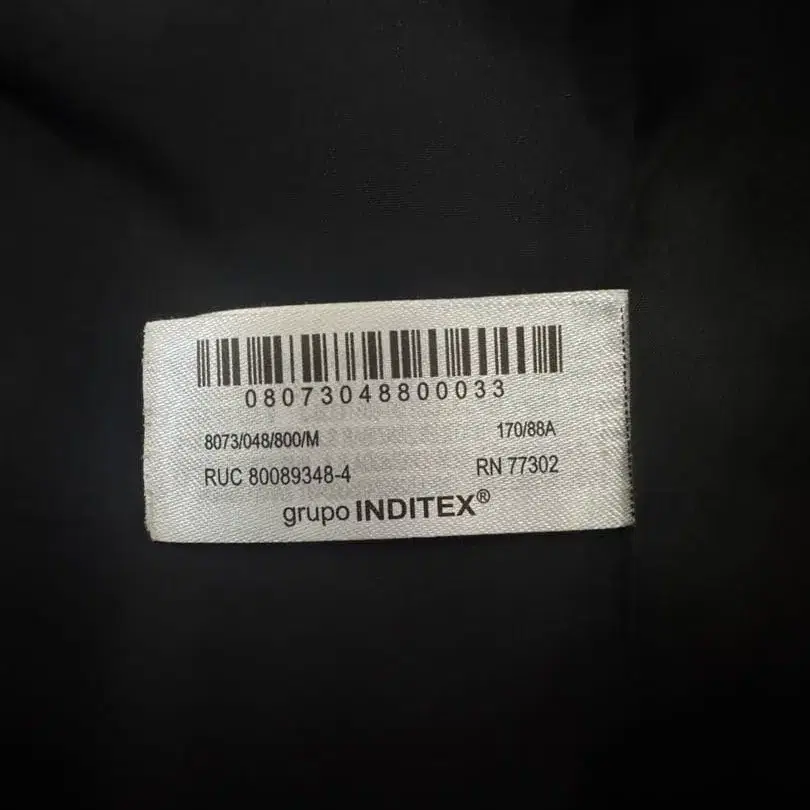 08073048800033
8073/048/800/M 170/88A
RUC 80089348-4 RN 77302
grupo INDITEX®